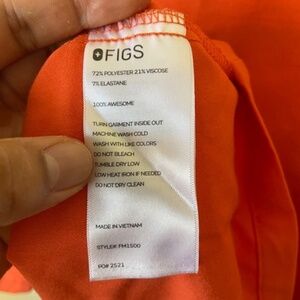 FIGS
72% POLYESTER 21% VISCOSE
7% ELASTANE
100% AWESOME
TURN GARMENT INSIDE OUT
MACHINE WASH COLD
WASH WITH LIKE COLORS
DO NOT BLEACH
TUMBLE DRY LOW
LOW HEAT IRON IF NEEDED
DO NOT DRY CLEAN
MADE IN VIETNAM
STYLE# FM1500
PO# 2521